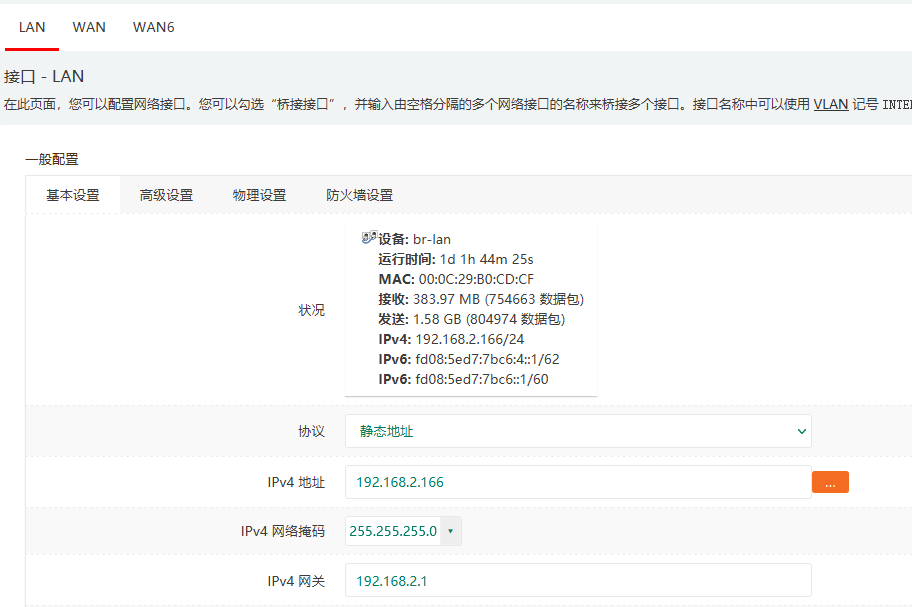 LAN WAN WAN6
接口 - LAN
在此页面，您可以配置网络接口。您可以勾选“桥接接口”，并输入由空格分隔的多个网络接口的名称来桥接多个接口。接口名称中可以使用 VLAN 记号 INTE
一般配置
基本设置 高级设置 物理设置 防火墙设置
状况
设备: br-lan
运行时间: 1d 1h 44m 25s
MAC: 00:0C:29:B0:CD:CF
接收: 383.97 MB (754663 数据包)
发送: 1.58 GB (804974 数据包)
IPv4: 192.168.2.166/24
IPv6: fd08:5ed7:7bc6:4::1/62
IPv6: fd08:5ed7:7bc6::1/60
协议 静态地址
IPv4 地址 192.168.2.166 ...
IPv4 网络掩码 255.255.255.0
IPv4 网关 192.168.2.1